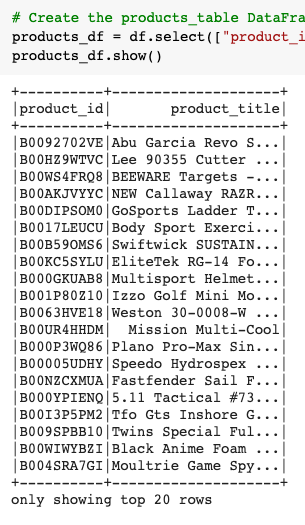 # Create the products_table DataFra
products_df = df.select(["product_i
products_df.show()
+----------+--------------------+
|product_id|       product_title|
+----------+--------------------+
|B0092702VE|Abu Garcia Revo S...|
|B00HZ9WTVC|Lee 90355 Cutter ...|
|B00WS4FRQ8|BEEWARE Targets -...|
|B00AKJVYYC|NEW Callaway RAZR...|
|B00DIPSOM0|GoSports Ladder T...|
|B0017LEUCU|Body Sport Exerci...|
|B00B59OMS6|Swiftwick SUSTAIN...|
|B00KC5SYLU|EliteTek RG-14 Fo...|
|B000GKUAB8|Multisport Helmet...|
|B001P80Z10|Izzo Golf Mini Mo...|
|B0063HVE18|Weston 30-0008-W ...|
|B00UR4HHDM|  Mission Multi-Cool|
|B000P3WQ86|Plano Pro-Max Sin...|
|B00005UDHY|Speedo Hydrospex ...|
|B00NZCXMUA|Fastfender Sail F...|
|B000YPIENQ|5.11 Tactical #73...|
|B00I3P5PM2|Tfo Gts Inshore G...|
|B009SPBB10|Twins Special Ful...|
|B00WIWYBZI|Black Anime Foam ...|
|B004SRA7GI|Moultrie Game Spy...|
+----------+--------------------+
only showing top 20 rows